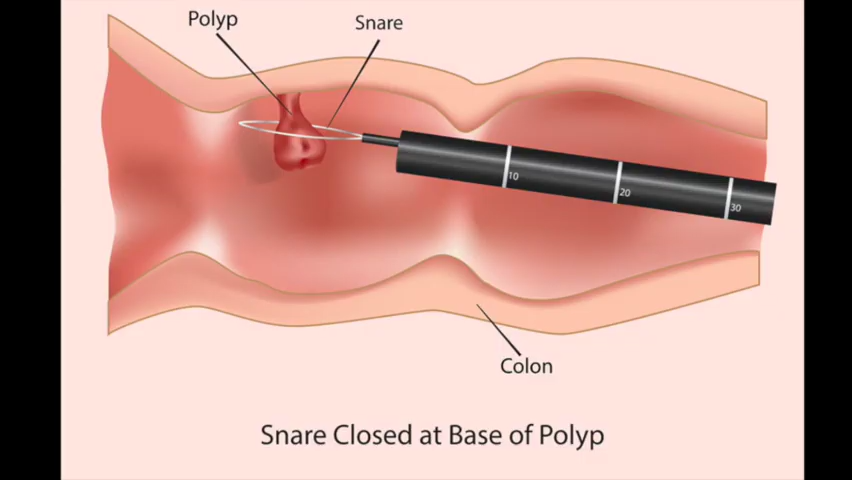 Polyp
Snare
10
20
30
Colon
Snare Closed at Base of Polyp